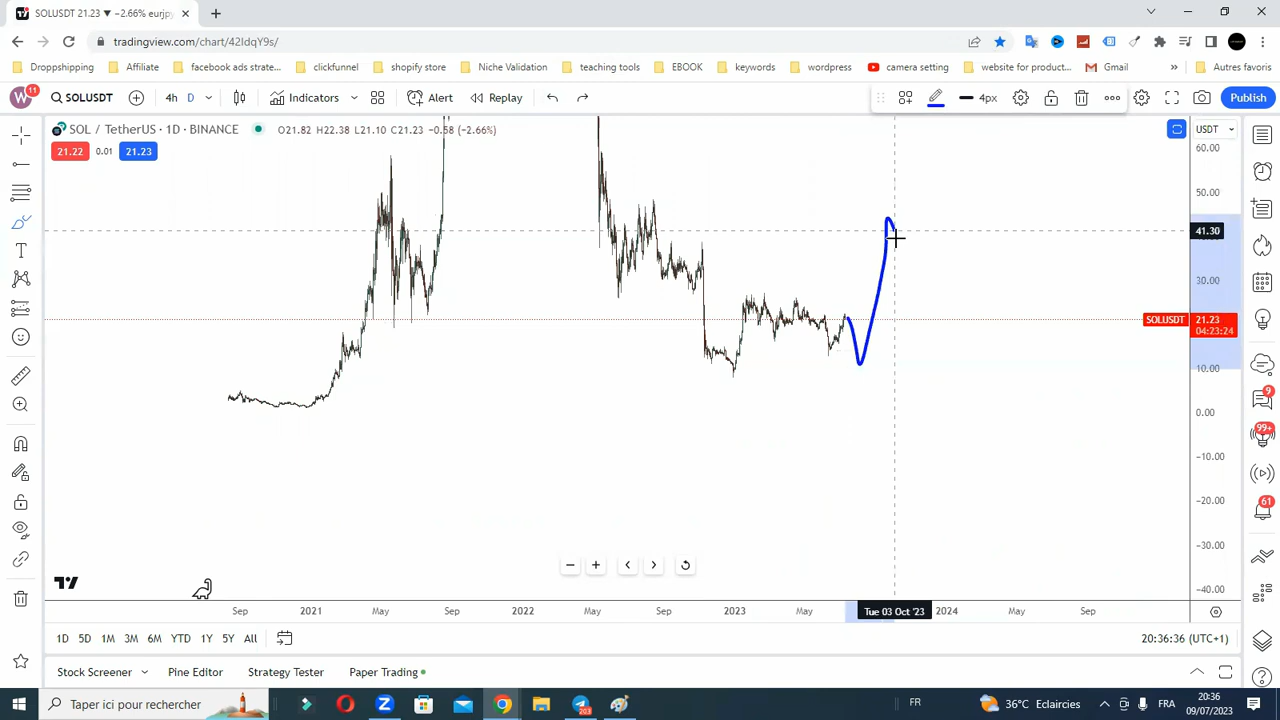 SOLUSDT 21.23 ▼ −2.66% eurjpy
tradingview.com/chart/42IdqY9s/
Droppshipping Affiliate facebook ads strate... clickfunnel shopify store Niche Validation teaching tools EBOOK keywords wordpress camera setting website for product... Gmail » Autres favoris
W 11 SOLUSDT 4h D Indicators Alert Replay 4px Publish
SOL / TetherUS · 1D · BINANCE O21.82 H22.38 L21.10 C21.23 −0.58 (−2.66%) USDT
21.22 0.01 21.23
60.00
50.00
41.30
30.00
SOLUSDT 21.23
04:23:24
10.00
0.00
9
−10.00
99+
−20.00
61
−30.00
−40.00
Sep 2021 May Sep 2022 May Sep 2023 May Tue 03 Oct '23 2024 May Sep
1D 5D 1M 3M 6M YTD 1Y 5Y All 20:36:36 (UTC+1)
Stock Screener Pine Editor Strategy Tester Paper Trading
Taper ici pour rechercher FR 36°C Eclaircies FRA 20:36
09/07/2023